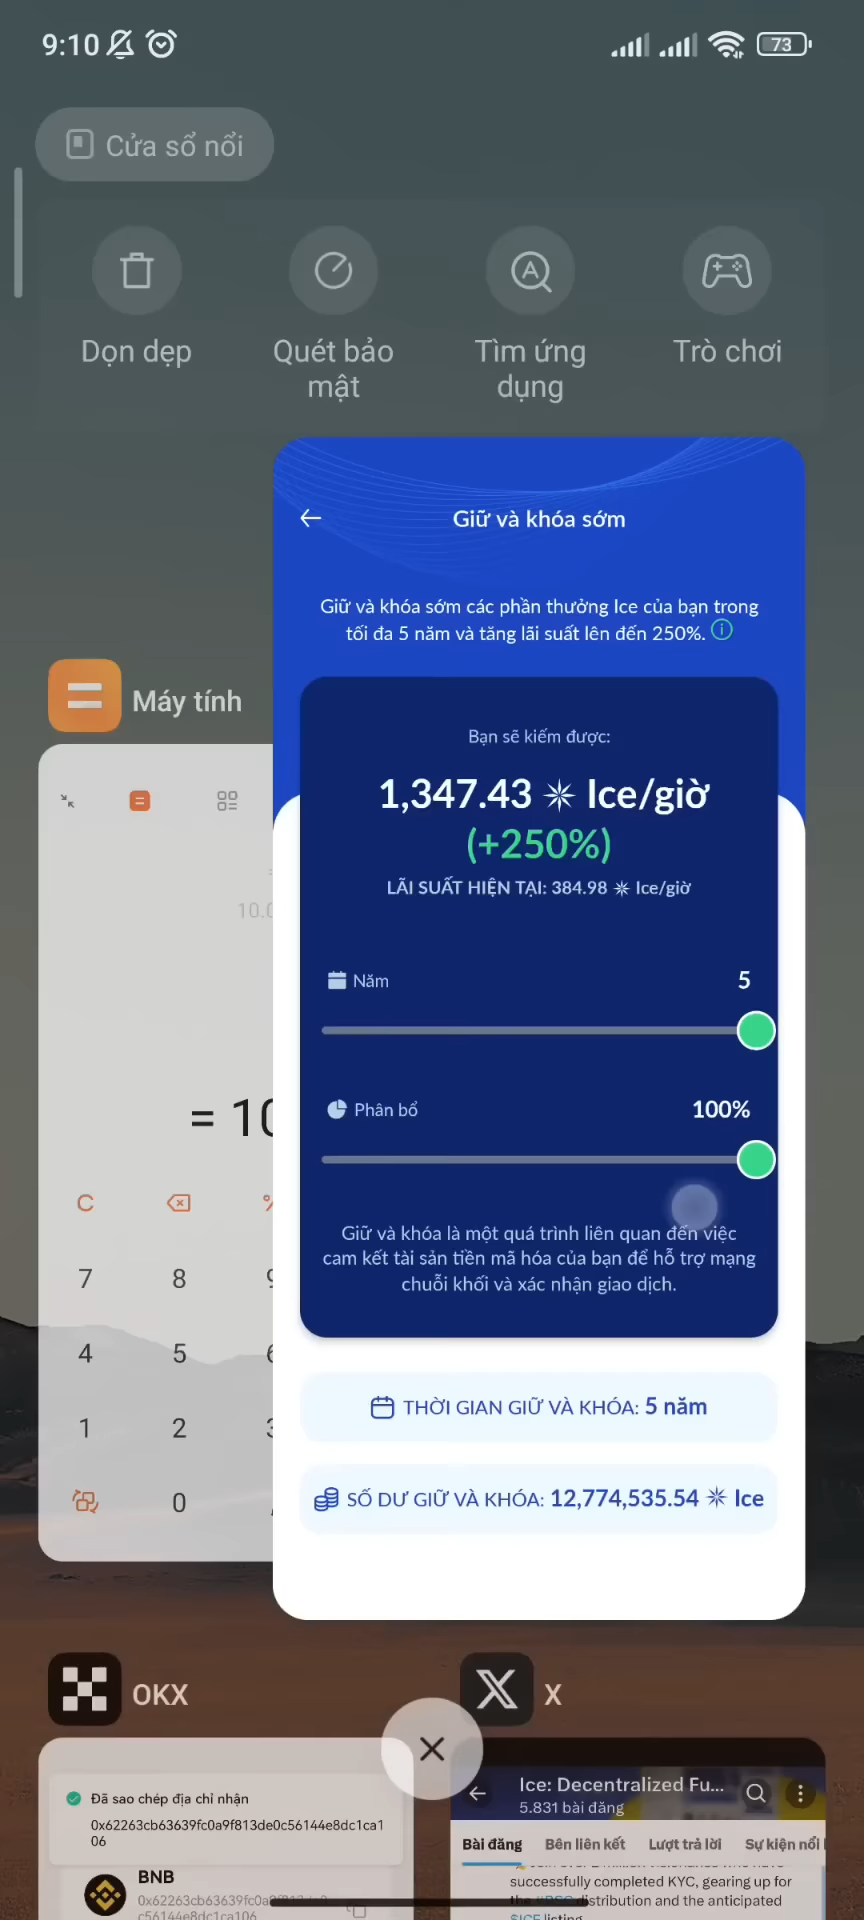 9:10
73
Cửa sổ nổi
Dọn dẹp
Quét bảo
mật
Tìm ứng
dụng
Trò chơi
Giữ và khóa sớm
Giữ và khóa sớm các phần thưởng Ice của bạn trong
tối đa 5 năm và tăng lãi suất lên đến 250%.
Bạn sẽ kiếm được:
1,347.43 Ice/giờ
(+250%)
LÃI SUẤT HIỆN TẠI: 384.98 Ice/giờ
Năm 5
Phân bổ 100%
Giữ và khóa là một quá trình liên quan đến việc
cam kết tài sản tiền mã hóa của bạn để hỗ trợ mạng
chuỗi khối và xác nhận giao dịch.
THỜI GIAN GIỮ VÀ KHÓA: 5 năm
SỐ DƯ GIỮ VÀ KHÓA: 12,774,535.54 Ice
Máy tính
10.0
= 10
C
7 8
4 5
1 2
0
OKX
Đã sao chép địa chỉ nhận
0x62263cb63639fc0a9f813de0c56144e8dc1ca1
06
BNB
c56144e8dc1ca106
X
Ice: Decentralized Fu...
5.831 bài đăng
Bài đăng Bên liên kết Lượt trả lời Sự kiện nổi
successfully completed KYC, gearing up for
the distribution and the anticipated